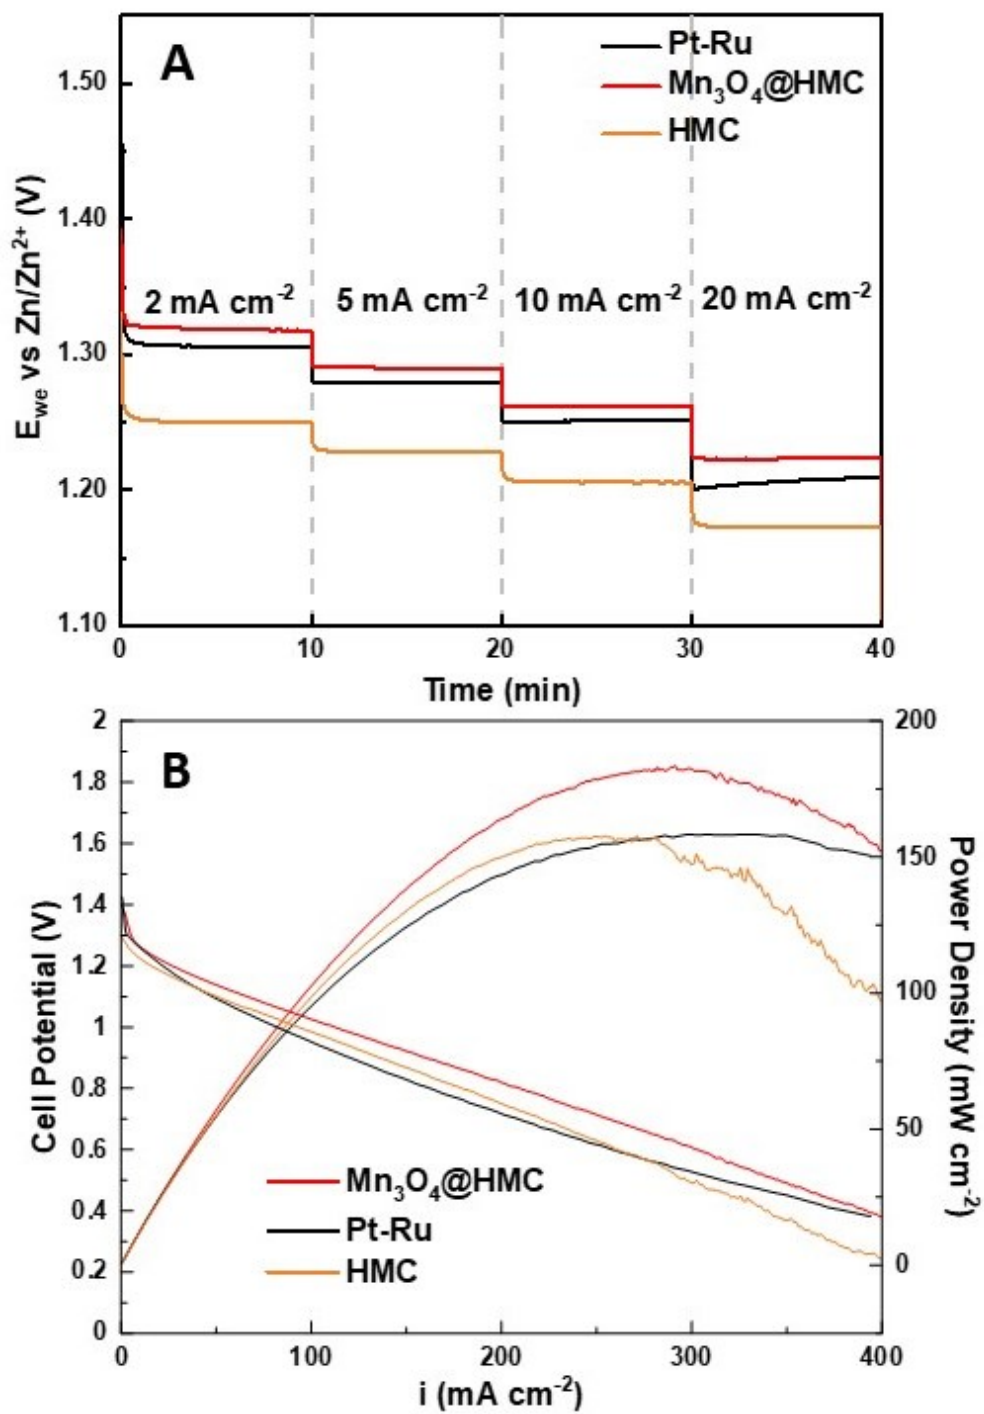 A
Pt-Ru
Mn₃O₄@HMC
HMC
1.50
1.40
1.30
1.20
1.10
E_we vs Zn/Zn²⁺ (V)
2 mA cm⁻²
5 mA cm⁻²
10 mA cm⁻²
20 mA cm⁻²
0 10 20 30 40
Time (min)
B
2
1.8
1.6
1.4
1.2
1
0.8
0.6
0.4
0.2
0
Cell Potential (V)
200
150
100
50
0
Power Density (mW cm⁻²)
Mn₃O₄@HMC
Pt-Ru
HMC
0 100 200 300 400
i (mA cm⁻²)